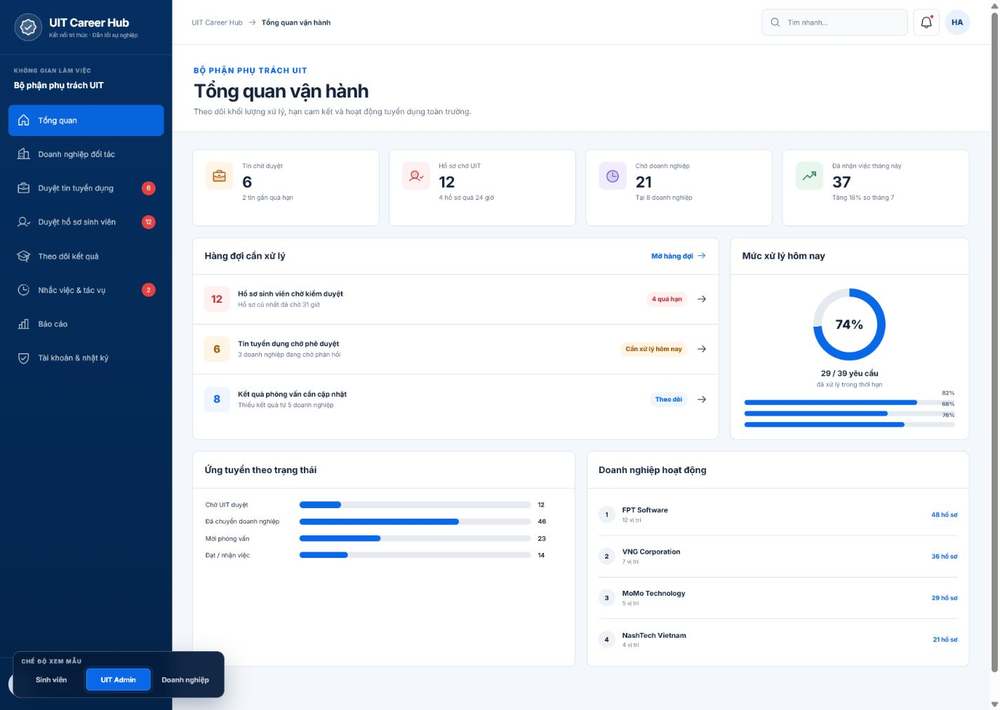 UIT Career Hub
Kết nối tri thức · Dẫn lối sự nghiệp
KHÔNG GIAN LÀM VIỆC
Bộ phận phụ trách UIT
Tổng quan
Doanh nghiệp đối tác
Duyệt tin tuyển dụng 6
Duyệt hồ sơ sinh viên 12
Theo dõi kết quả
Nhắc việc & tác vụ 2
Báo cáo
Tài khoản & nhật ký
CHẾ ĐỘ XEM MẪU
Sinh viên UIT Admin Doanh nghiệp
UIT Career Hub → Tổng quan vận hành
Tìm nhanh...
HA
BỘ PHẬN PHỤ TRÁCH UIT
Tổng quan vận hành
Theo dõi khối lượng xử lý, hạn cam kết và hoạt động tuyển dụng toàn trường.
Tin chờ duyệt
6
2 tin gần quá hạn
Hồ sơ chờ UIT
12
4 hồ sơ quá 24 giờ
Chờ doanh nghiệp
21
Tại 8 doanh nghiệp
Đã nhận việc tháng này
37
Tăng 18% so tháng 7
Hàng đợi cần xử lý
Mở hàng đợi →
12
Hồ sơ sinh viên chờ kiểm duyệt
Hồ sơ cũ nhất đã chờ 31 giờ
4 quá hạn →
6
Tin tuyển dụng chờ phê duyệt
3 doanh nghiệp đang chờ phản hồi
Cần xử lý hôm nay →
8
Kết quả phỏng vấn cần cập nhật
Thiếu kết quả từ 5 doanh nghiệp
Theo dõi →
Mức xử lý hôm nay
74%
29 / 39 yêu cầu
đã xử lý trong thời hạn
82%
68%
76%
Ứng tuyển theo trạng thái
Chờ UIT duyệt 12
Đã chuyển doanh nghiệp 46
Mời phỏng vấn 23
Đạt / nhận việc 14
Doanh nghiệp hoạt động
1
FPT Software
12 vị trí
48 hồ sơ
2
VNG Corporation
7 vị trí
36 hồ sơ
3
MoMo Technology
5 vị trí
29 hồ sơ
4
NashTech Vietnam
4 vị trí
21 hồ sơ